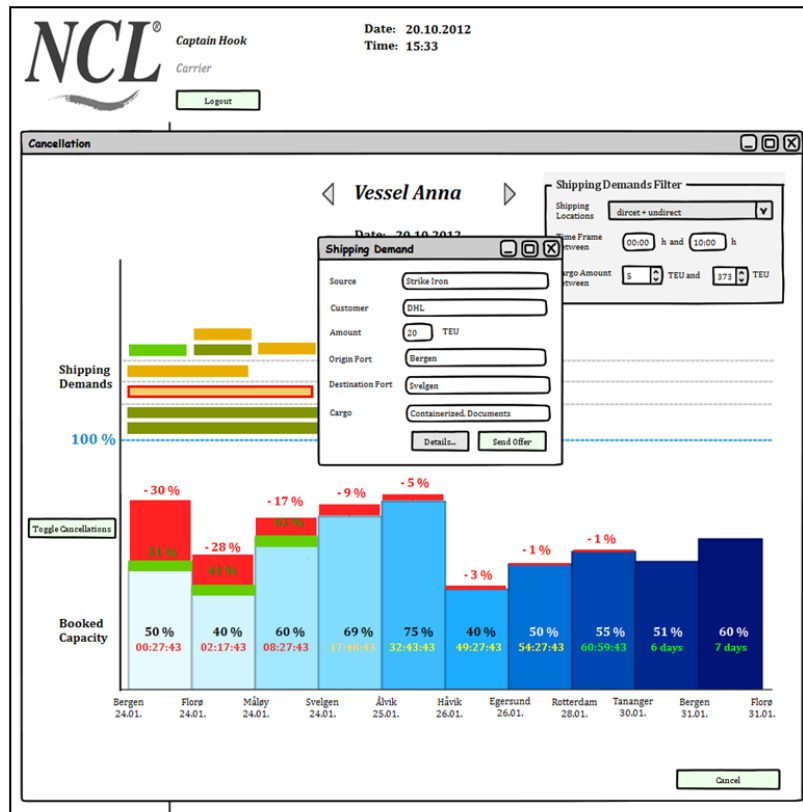 NCL®
Captain Hook
Carrier
Logout
Date: 20.10.2012
Time: 15:33
Cancellation
Vessel Anna
Date: 20.10.2012
Shipping Demands Filter
Shipping Locations
dircet + undirect
Time Frame between
00:00 h and 10:00 h
Cargo Amount between
5 TEU and 373 TEU
Shipping Demand
Source Strike Iron
Customer DHL
Amount 20 TEU
Origin Port Bergen
Destination Port Svelgen
Cargo Containerized, Documents
Details... Send Offer
Shipping
Demands
100 %
- 30 % - 28 % - 17 % - 9 % - 5 % - 3 % - 1 % - 1 %
Toggle Cancellations
51 % 41 % 61 %
Booked
Capacity
50 % 40 % 60 % 69 % 75 % 40 % 50 % 55 % 51 % 60 %
00:27:43 02:17:43 08:27:43 17:48:43 32:43:43 49:27:43 54:27:43 60:59:43 6 days 7 days
Bergen Florø Måløy Svelgen Ålvik Håvik Egersund Rotterdam Tananger Bergen Florø
24.01. 24.01. 24.01. 24.01. 25.01. 26.01. 26.01. 28.01. 30.01. 31.01. 31.01.
Cancel